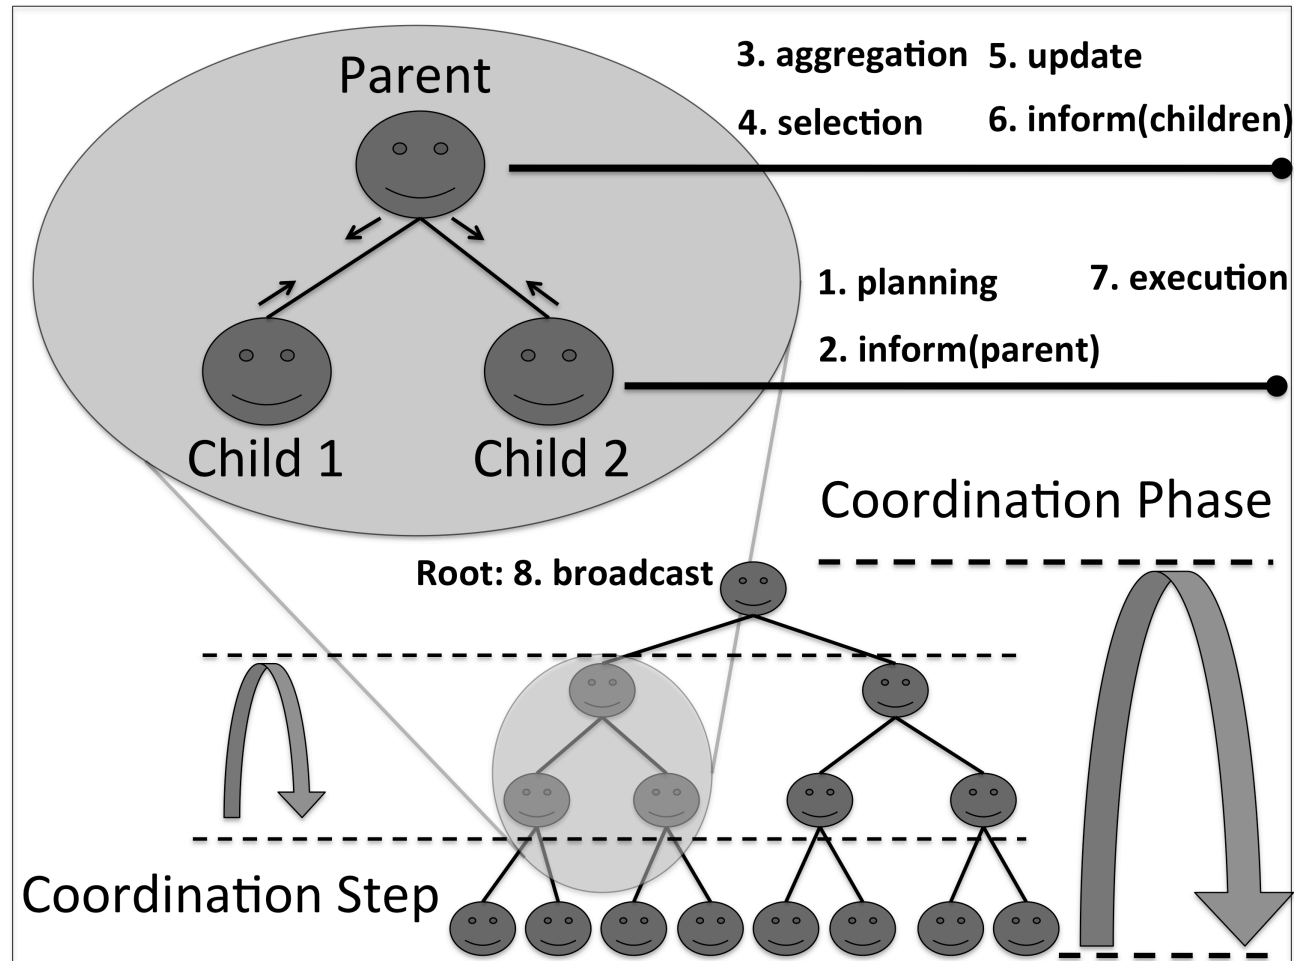 Parent
3. aggregation
5. update
4. selection
6. inform(children)
1. planning
7. execution
2. inform(parent)
Child 1
Child 2
Coordination Phase
Root: 8. broadcast
Coordination Step